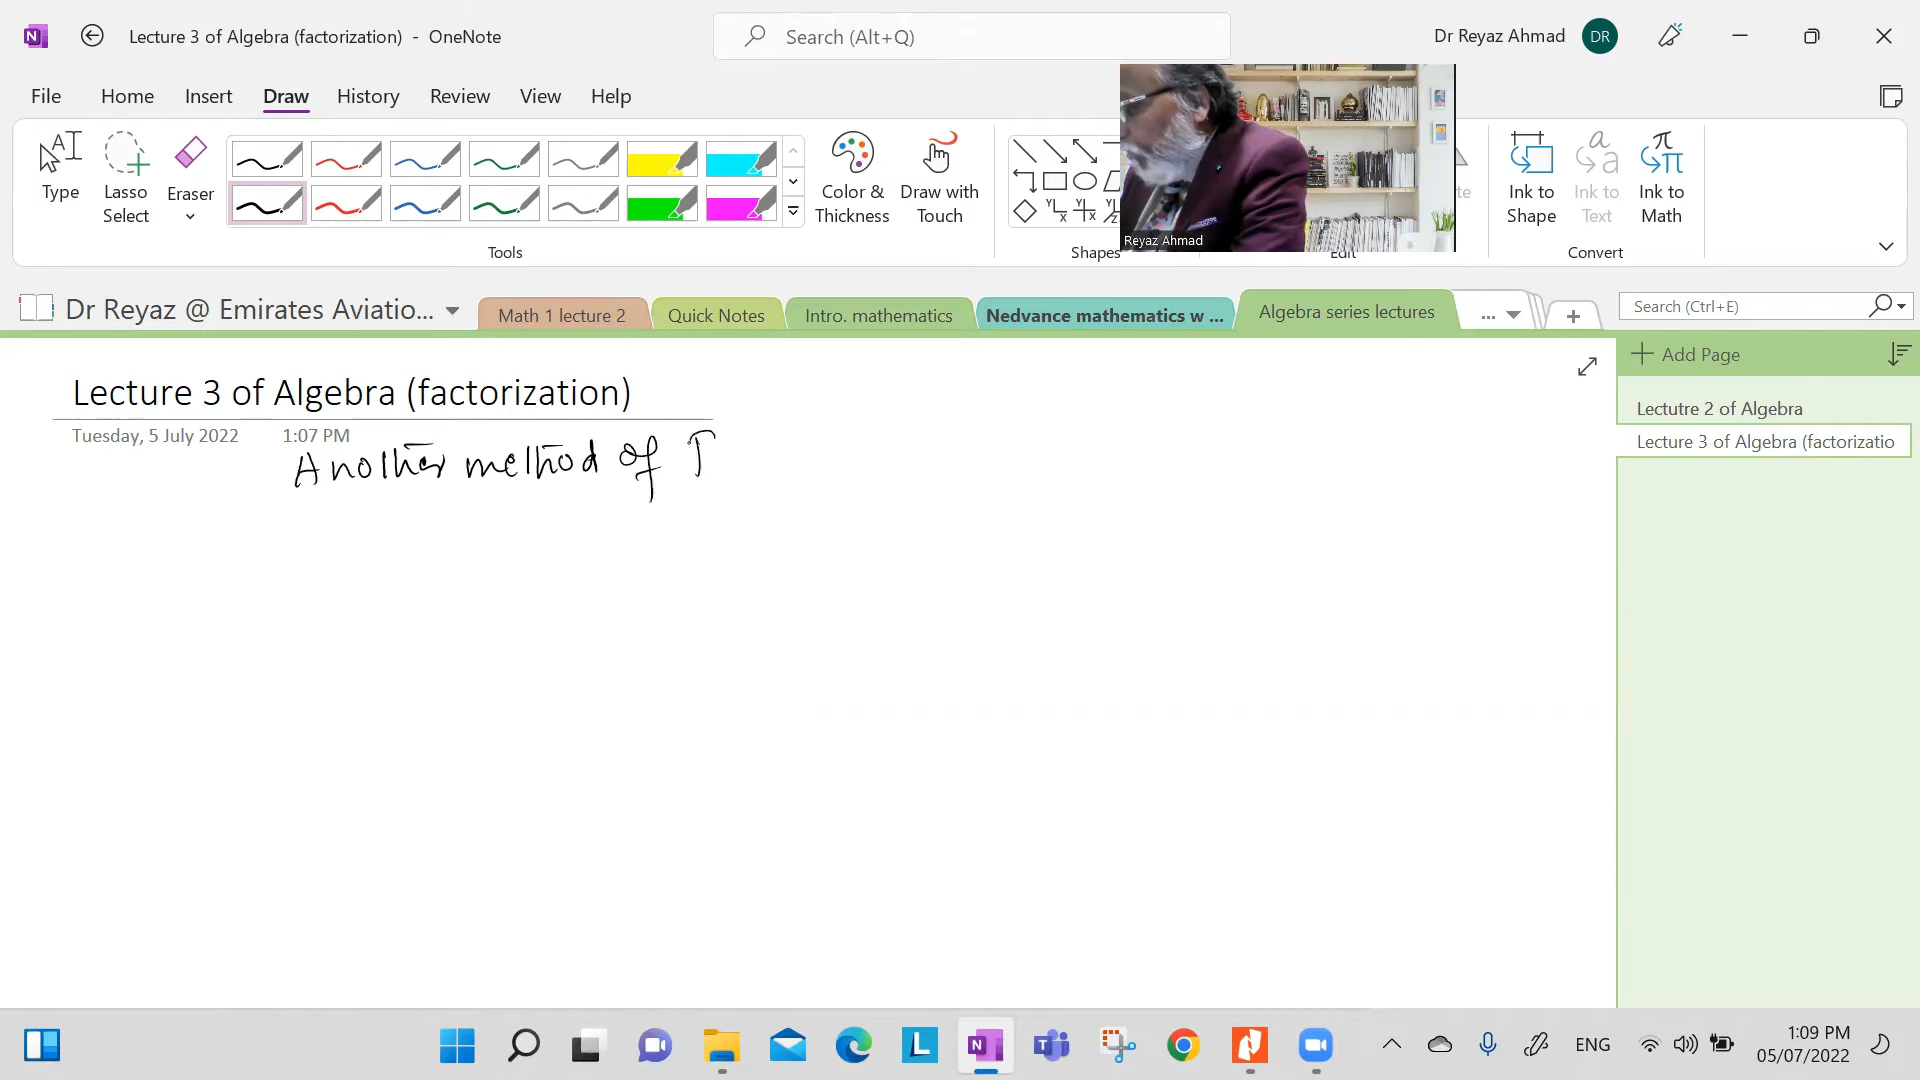 Lecture 3 of Algebra (factorization) - OneNote
Search (Alt+Q)
Dr Reyaz Ahmad
DR
File Home Insert Draw History Review View Help
Type
Lasso Select
Eraser
Color & Thickness
Draw with Touch
Ink to Shape
Ink to Text
Ink to Math
Reyaz Ahmad
Tools
Shapes
Edit
Convert
Dr Reyaz @ Emirates Aviatio...
Math 1 lecture 2
Quick Notes
Intro. mathematics
Nedvance mathematics w ...
Algebra series lectures
...
Search (Ctrl+E)
Add Page
Lecture 3 of Algebra (factorization)
Lectutre 2 of Algebra
Tuesday, 5 July 2022 1:07 PM
Lecture 3 of Algebra (factorizatio
Another method of
ENG
1:09 PM
05/07/2022